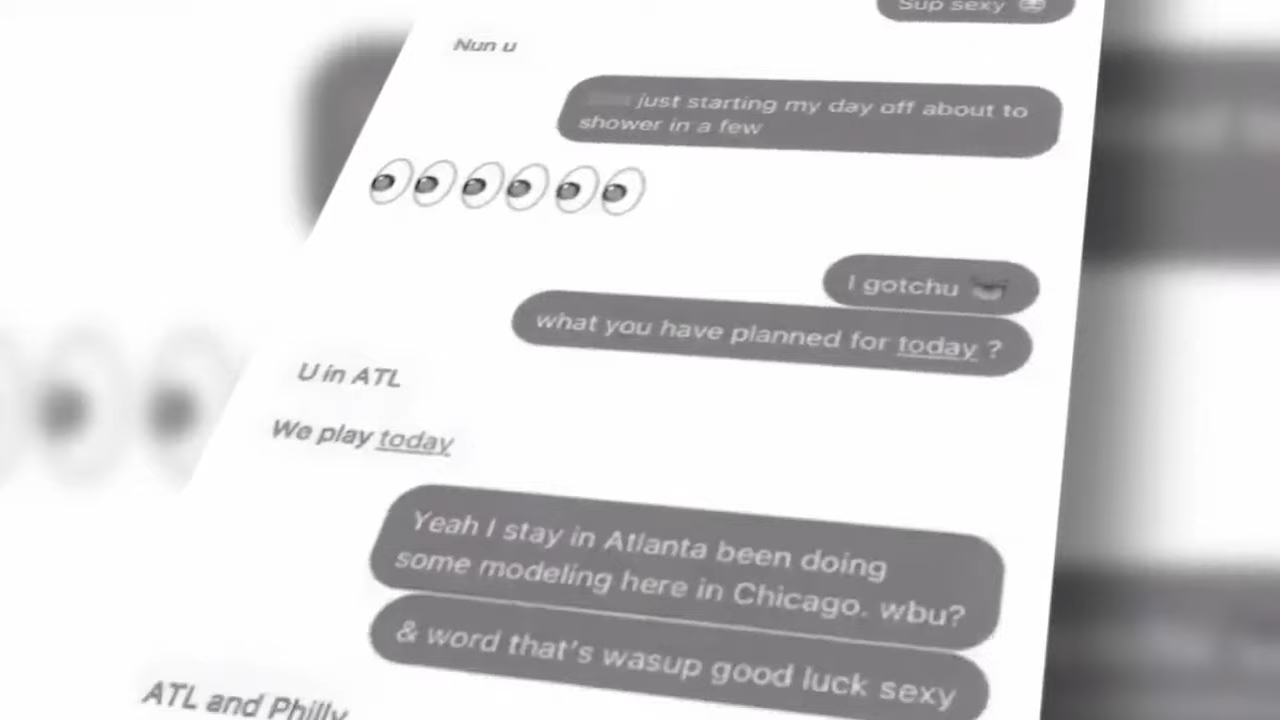 Sup sexy
Nun u
just starting my day off about to
shower in a few
I gotchu
what you have planned for today ?
U in ATL
We play today
Yeah I stay in Atlanta been doing
some modeling here in Chicago. wbu?
& word that's wasup good luck sexy
ATL and Philly